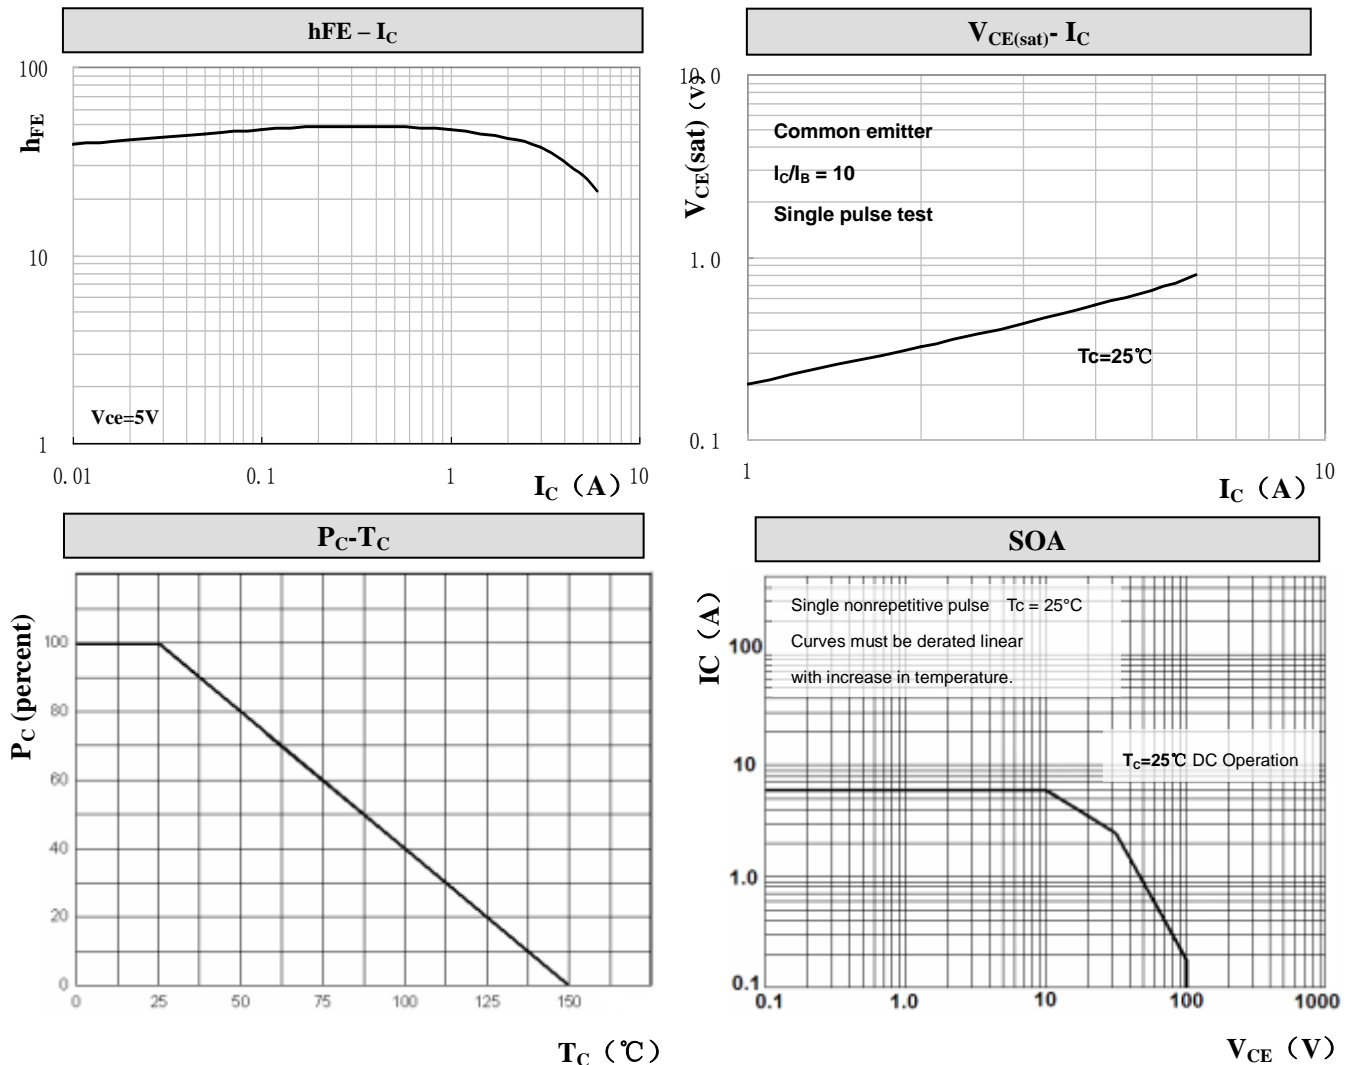 hFE – IC
100
hFE
10
Vce=5V
1
0.01 0.1 1 10
IC （A）
VCE(sat)- IC
10.0
VCE(sat)（V）
Common emitter
IC/IB = 10
Single pulse test
1.0
Tc=25℃
0.1
1 10
IC （A）
PC-TC
PC (percent)
100
80
60
40
20
0
0 25 50 75 100 125 150
TC （℃）
SOA
IC（A）
Single nonrepetitive pulse Tc = 25°C
Curves must be derated linear
with increase in temperature.
100
TC=25℃ DC Operation
10
1.0
0.1
0.1 1.0 10 100 1000
VCE （V）